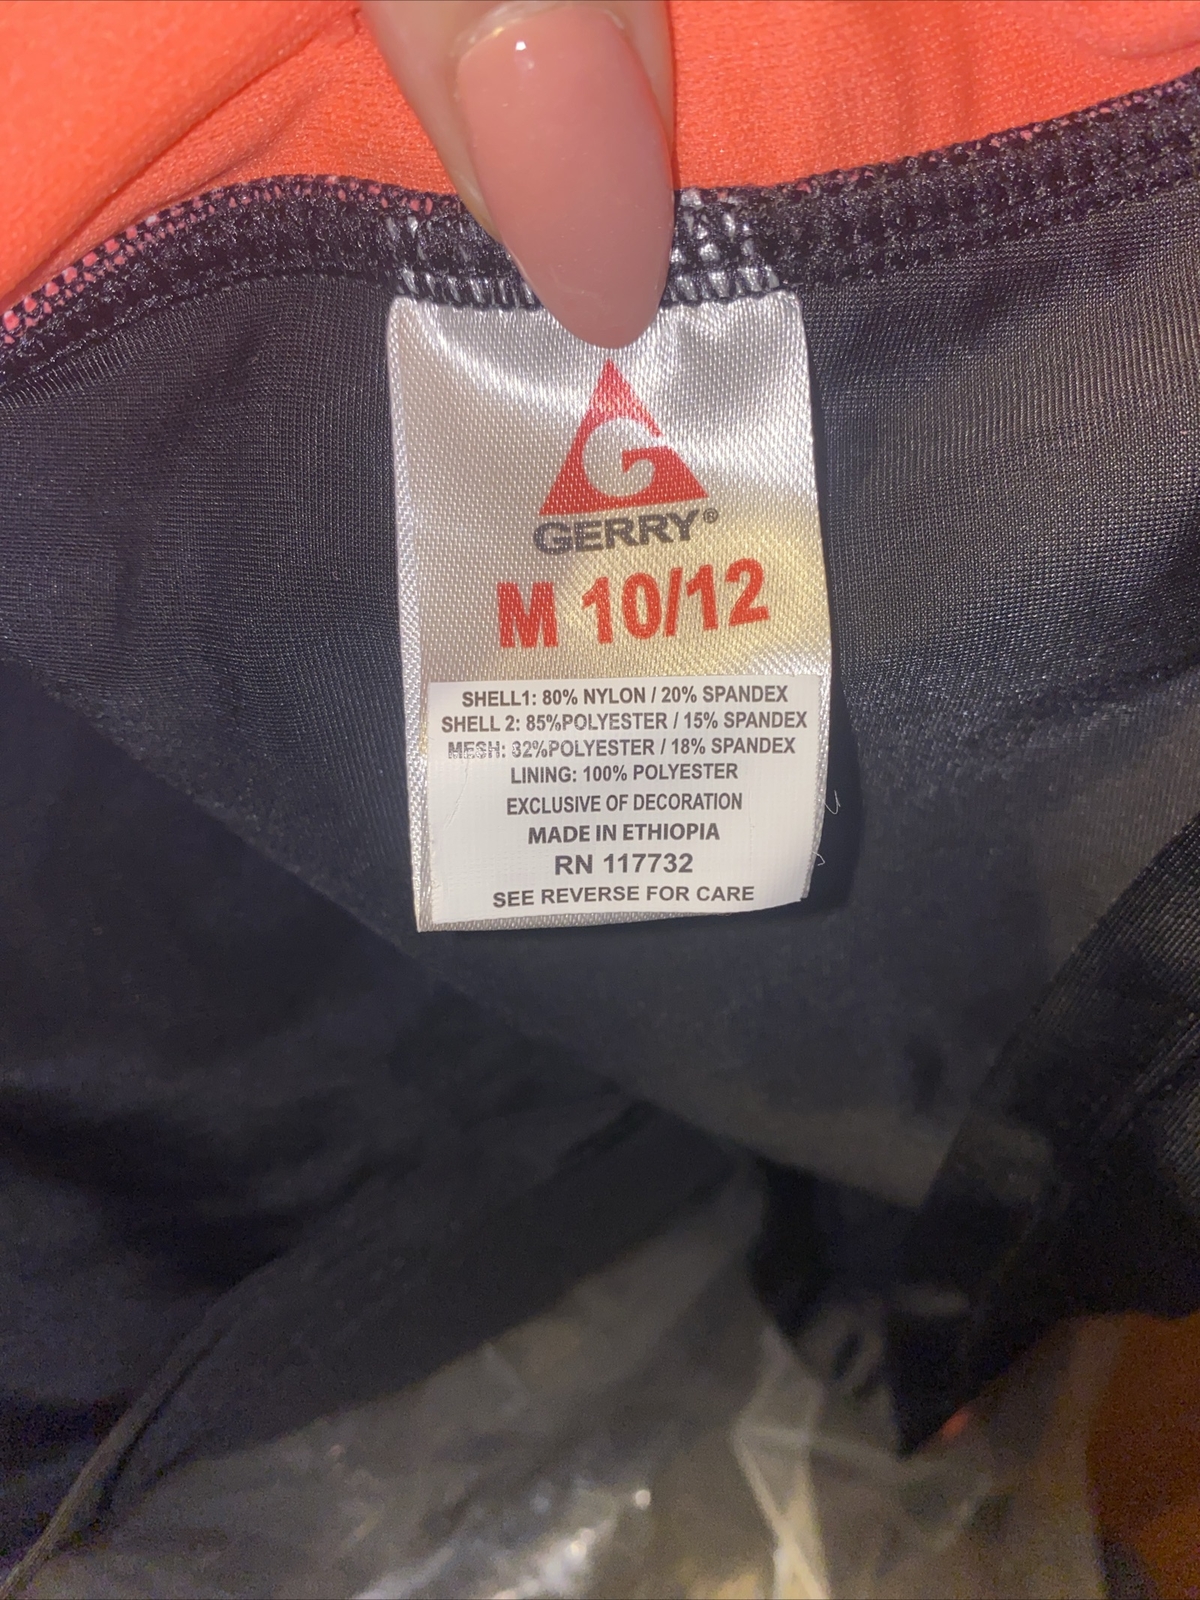 G
GERRY®
M 10/12
SHELL1: 80% NYLON / 20% SPANDEX
SHELL 2: 85%POLYESTER / 15% SPANDEX
MESH: 82%POLYESTER / 18% SPANDEX
LINING: 100% POLYESTER
EXCLUSIVE OF DECORATION
MADE IN ETHIOPIA
RN 117732
SEE REVERSE FOR CARE